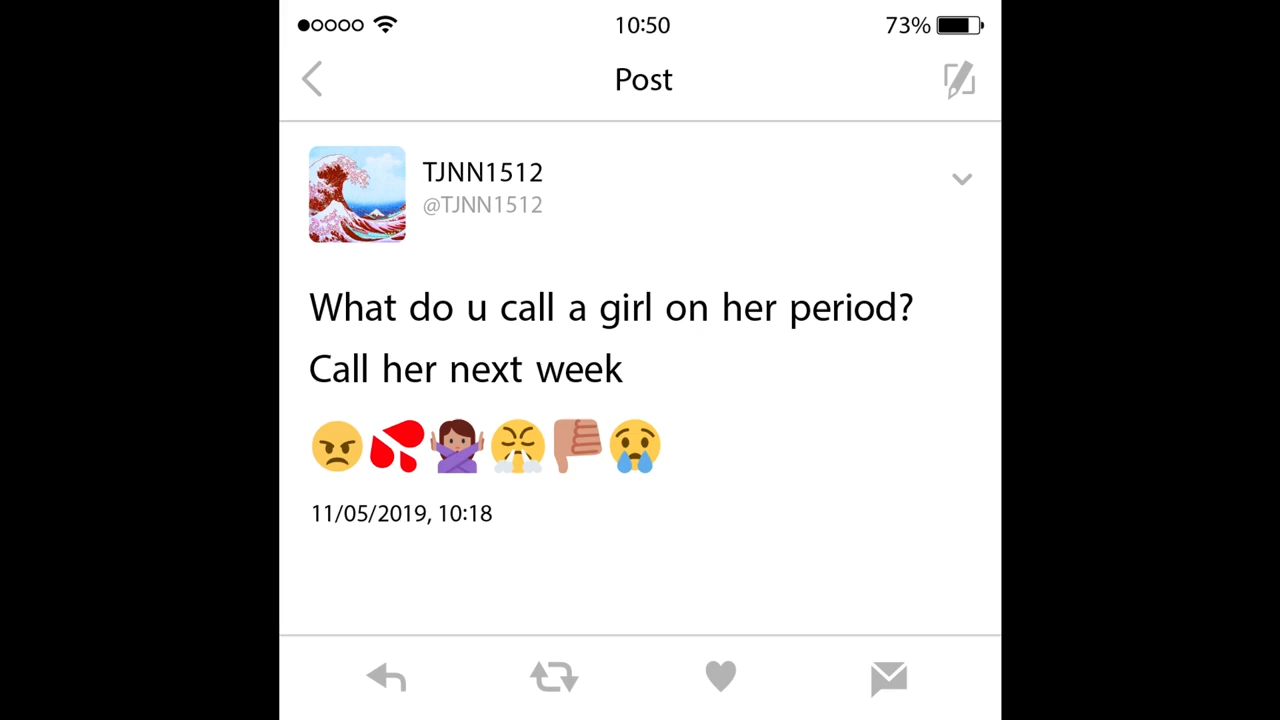 10:50
73%
Post
TJNN1512
@TJNN1512
What do u call a girl on her period?
Call her next week
😠💦🙅🏽‍♀️😤👎🏽😢
11/05/2019, 10:18